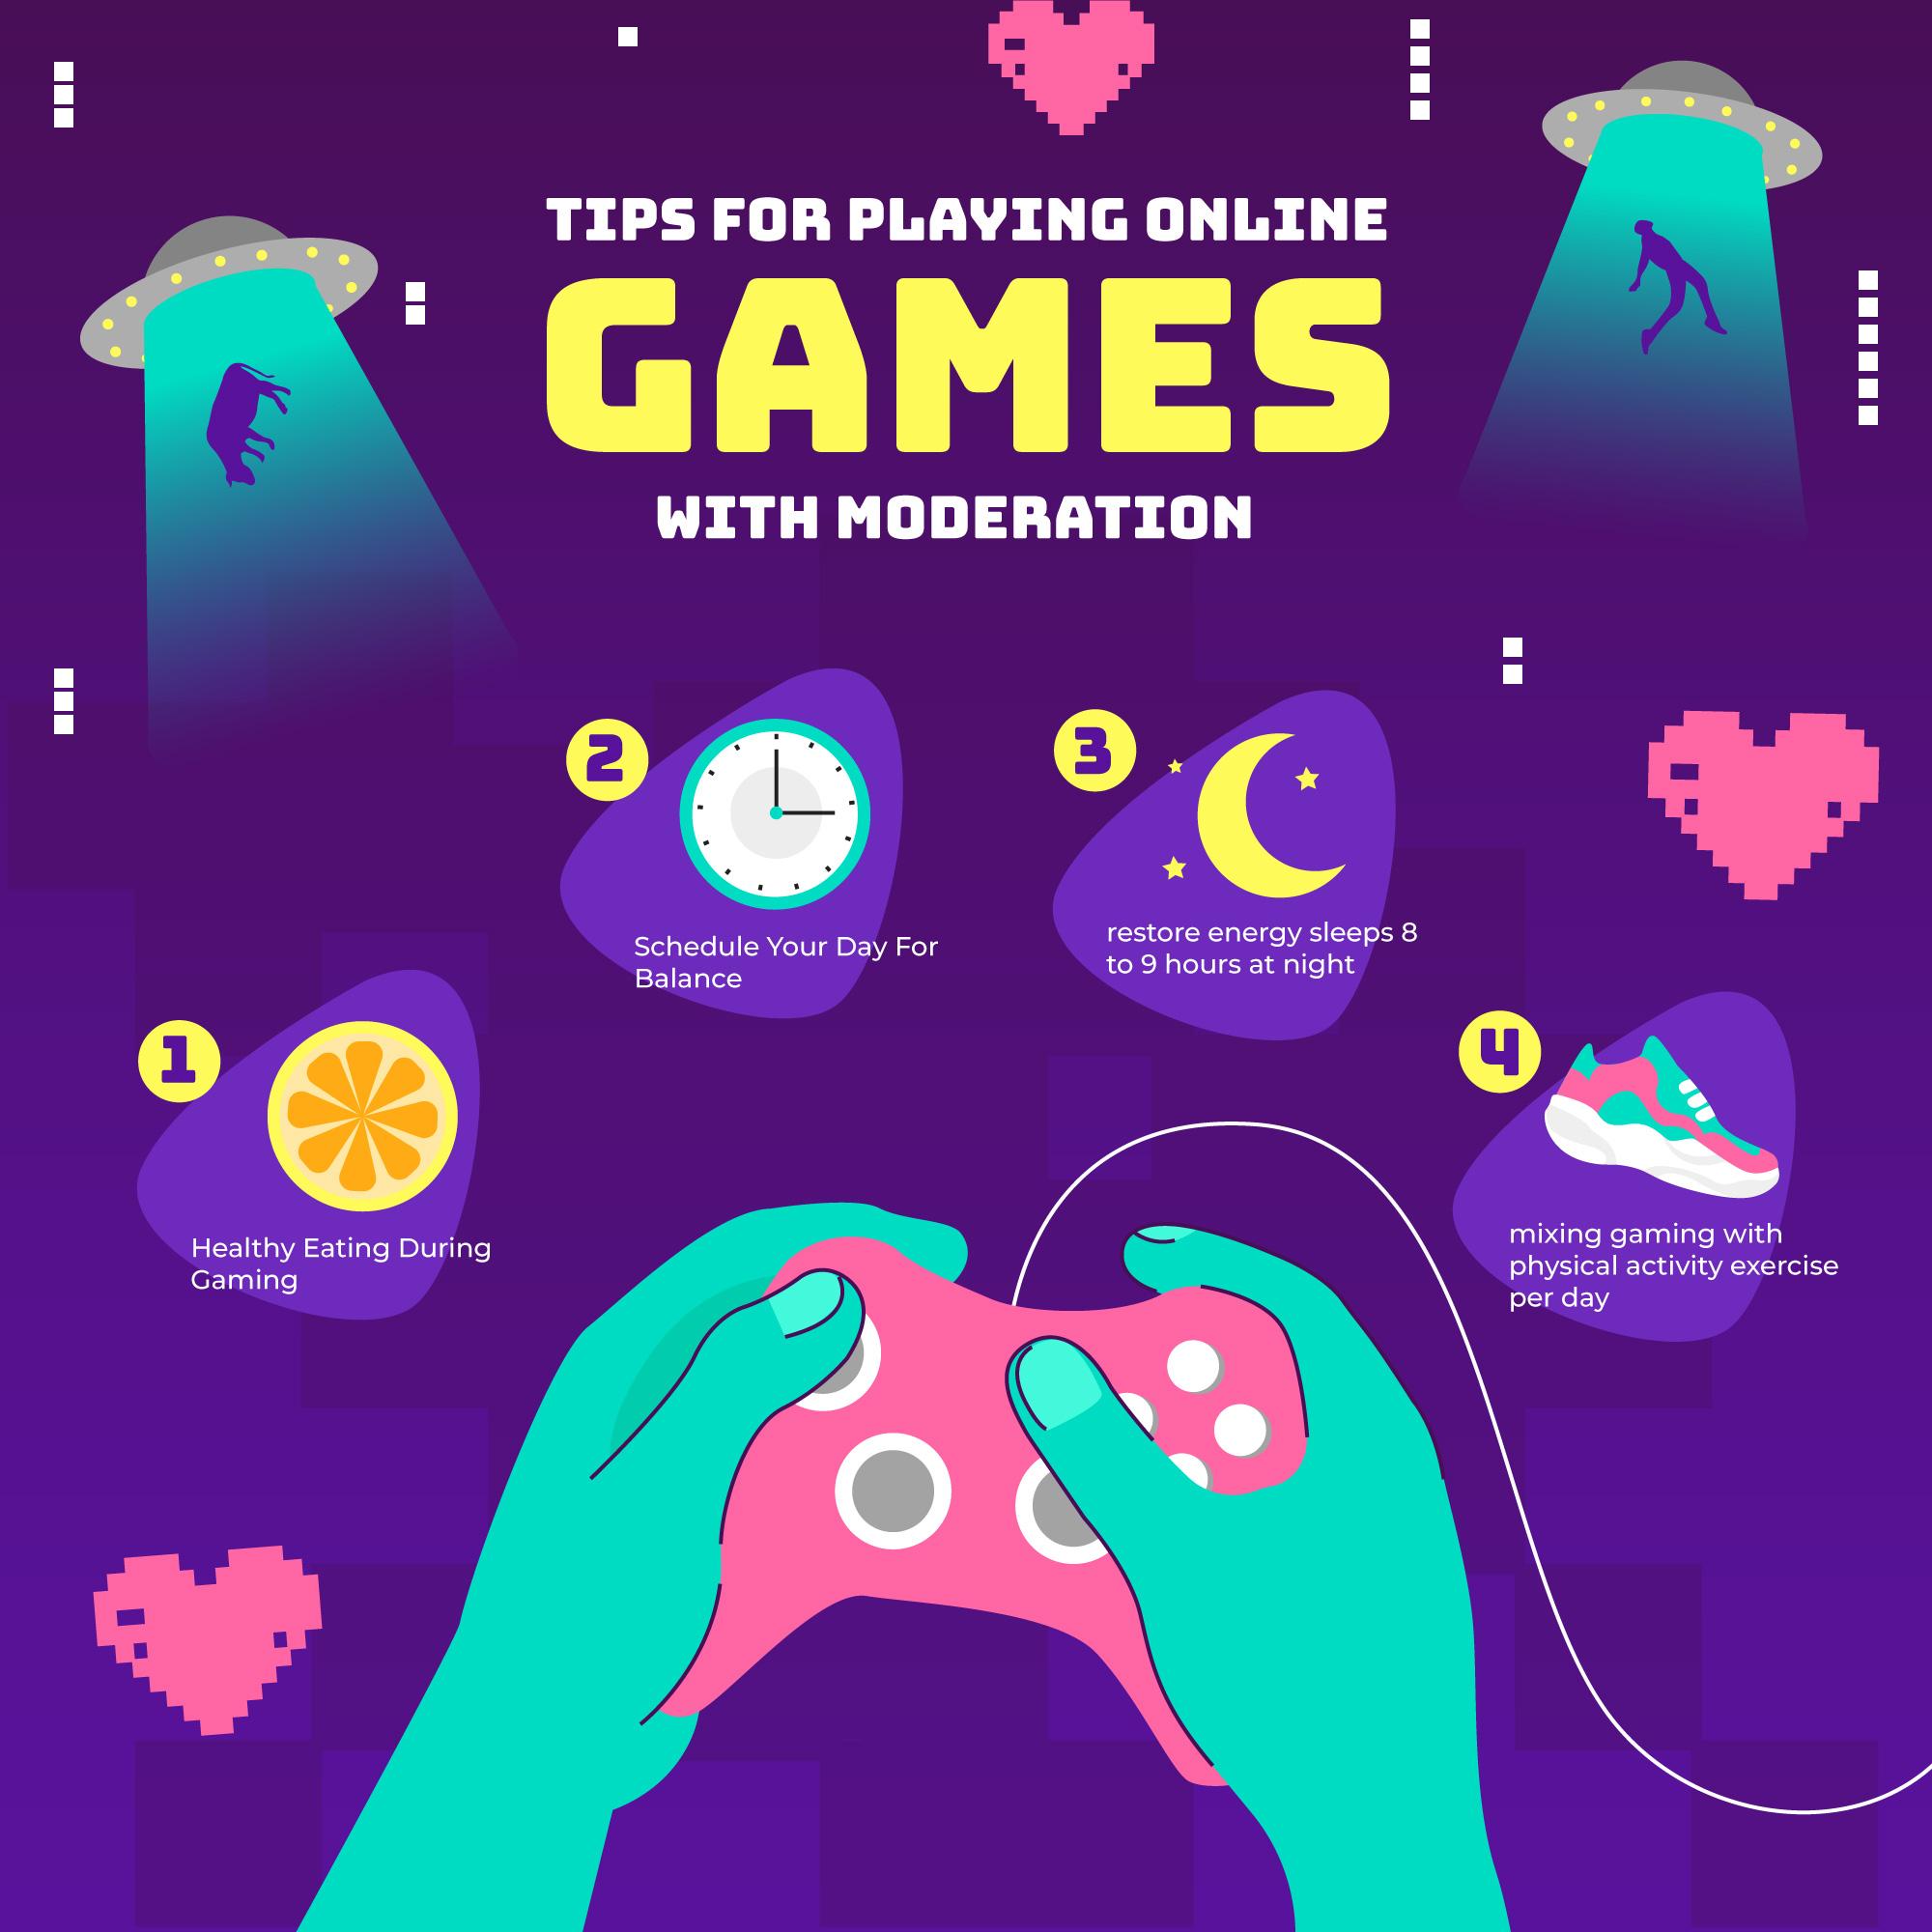 TIPS FOR PLAYING ONLINE
GAMES
WITH MODERATION
1
Healthy Eating During
Gaming
2
Schedule Your Day For
Balance
3
restore energy sleeps 8
to 9 hours at night
4
mixing gaming with
physical activity exercise
per day